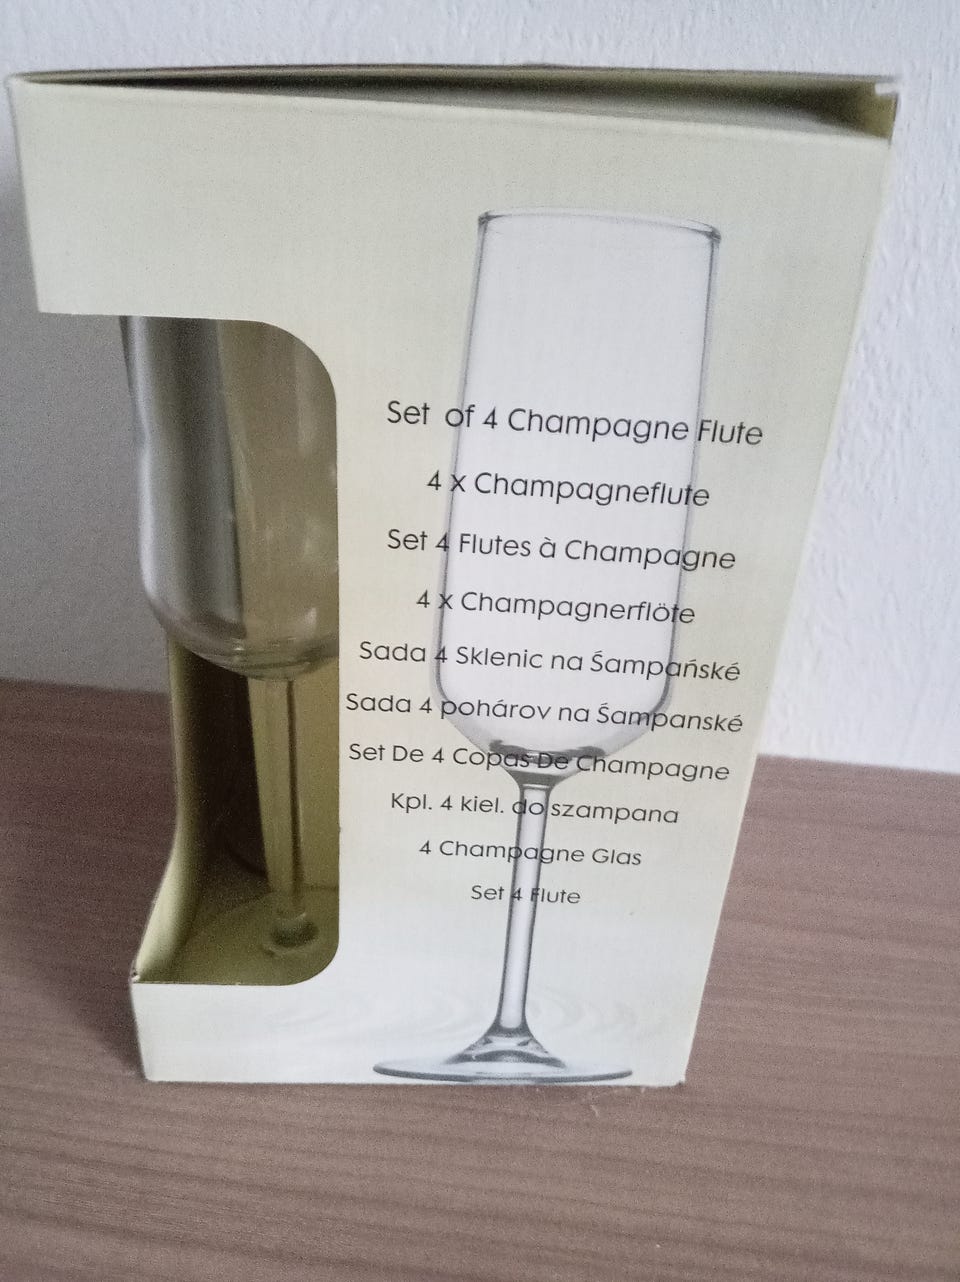 Set of 4 Champagne Flute
4 x Champagneflute
Set 4 Flutes à Champagne
4 x Champagnerflöte
Sada 4 Sklenic na Śampańské
Sada 4 pohárov na Śampanské
Set De 4 Copas De Champagne
Kpl. 4 kiel. do szampana
4 Champagne Glas
Set 4 Flute